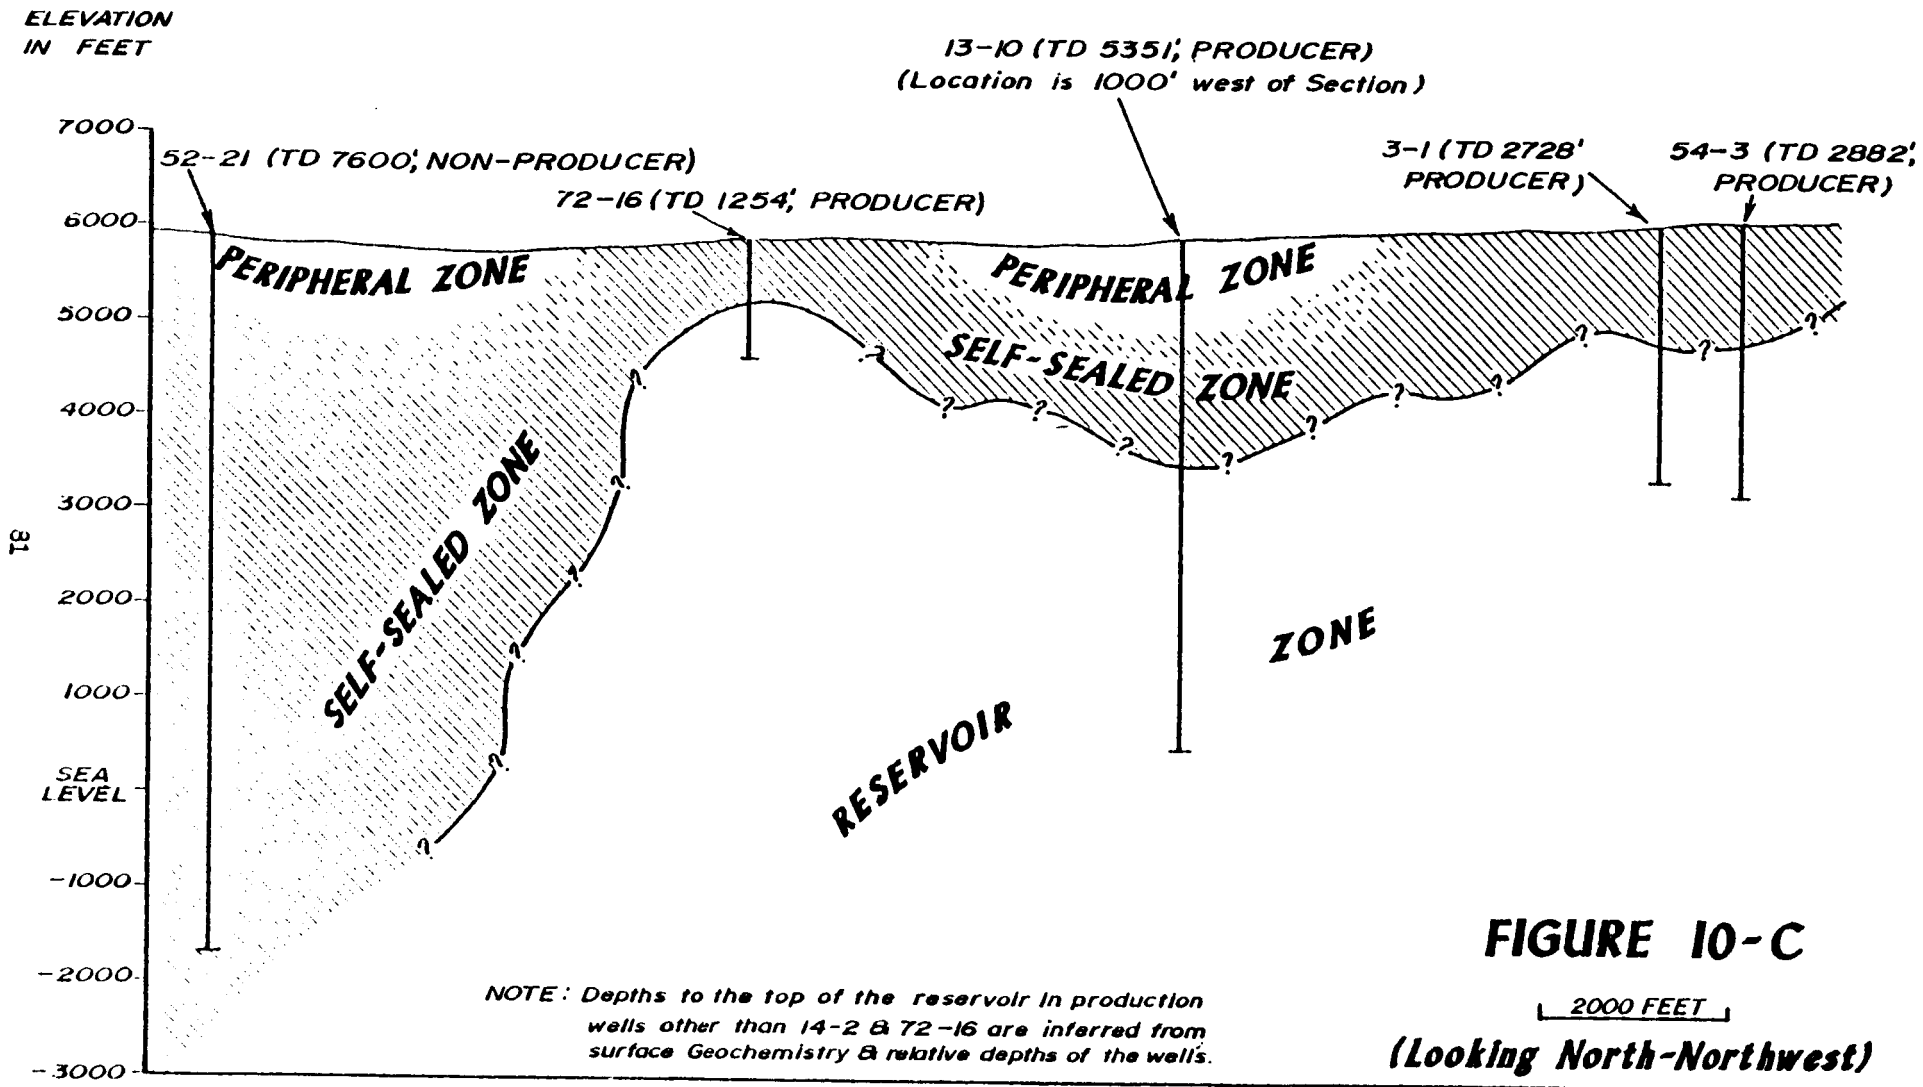 ELEVATION
IN FEET
13-10 (TD 5351', PRODUCER)
(Location is 1000' west of Section)
7000
52-21 (TD 7600', NON-PRODUCER)
3-1 (TD 2728'
PRODUCER)
54-3 (TD 2882',
PRODUCER)
72-16 (TD 1254', PRODUCER)
6000
PERIPHERAL ZONE
PERIPHERAL ZONE
5000
SELF-SEALED ZONE
?
?
?
?
4000
?
?
?
?
?
?
?
?
?
SELF-SEALED ZONE
3000
?
81
2000
?
ZONE
1000
?
RESERVOIR
SEA
LEVEL
?
?
-1000
-2000
FIGURE 10-C
NOTE: Depths to the top of the reservoir in production
wells other than 14-2 & 72-16 are inferred from
surface Geochemistry & relative depths of the wells.
2000 FEET
(Looking North-Northwest)
-3000